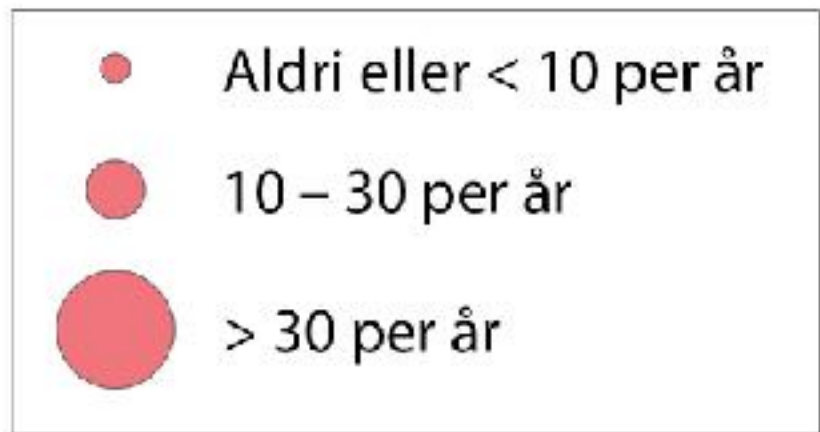 Aldri eller < 10 per år
10 – 30 per år
> 30 per år